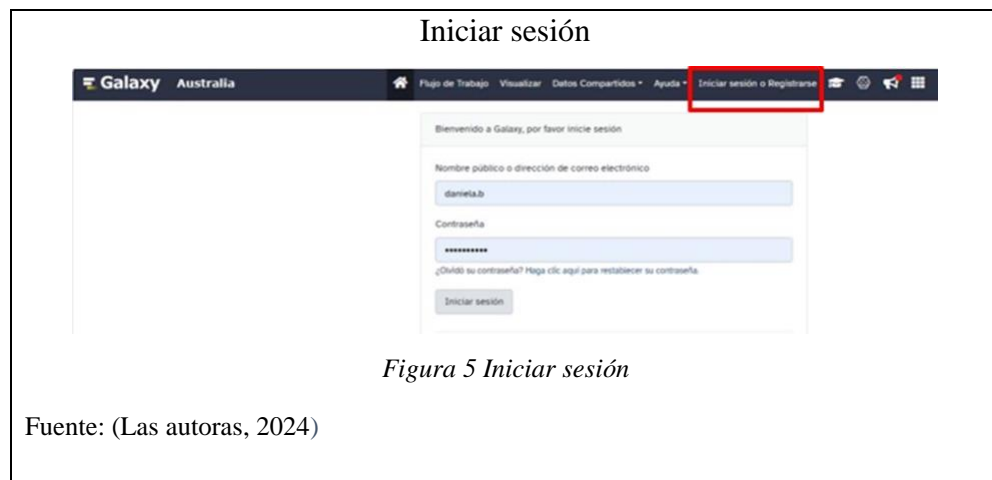 Iniciar sesión
Galaxy Australia Flujo de Trabajo Visualizar Datos Compartidos Ayuda Iniciar sesión o Registrarse
Bienvenido a Galaxy, por favor inicie sesión
Nombre público o dirección de correo electrónico
daniela.b
Contraseña
••••••••••
¿Olvidó su contraseña? Haga clic aquí para restablecer su contraseña.
Iniciar sesión
Figura 5 Iniciar sesión
Fuente: (Las autoras, 2024)